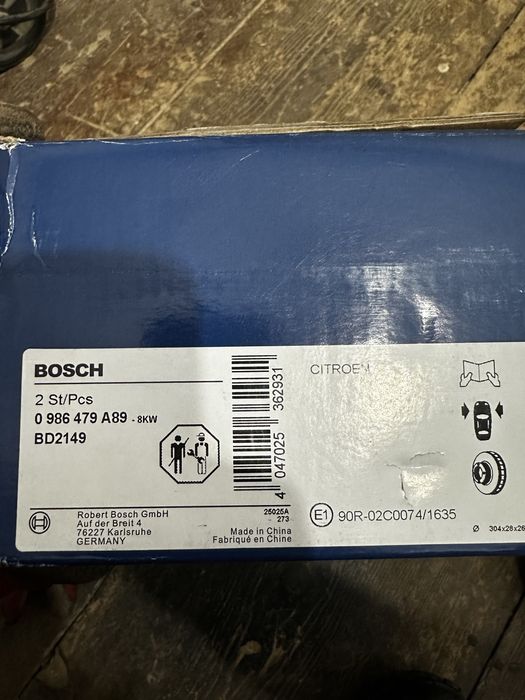 BOSCH
2 St/Pcs
0 986 479 A89 - 8KW
BD2149
Robert Bosch GmbH
Auf der Breit 4
76227 Karlsruhe
GERMANY
25025A
273
Made in China
Fabriqué en Chine
4 047025 362931
CITROEN
E1 90R-02C0074/1635
Ø 304x28x28